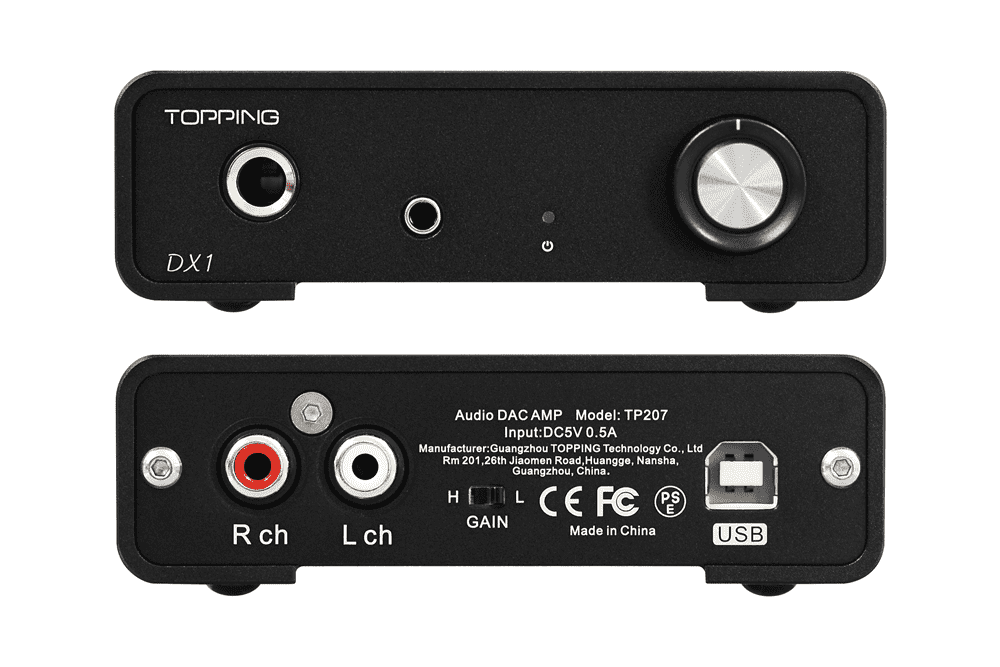 TOPPING
DX1
Audio DAC AMP Model: TP207
Input:DC5V 0.5A
Manufacturer:Guangzhou TOPPING Technology Co., Ltd
Rm 201,26th Jiaomen Road,Huangge, Nansha,
Guangzhou, China.
H L CE FC PSE
GAIN
Made in China
R ch L ch USB